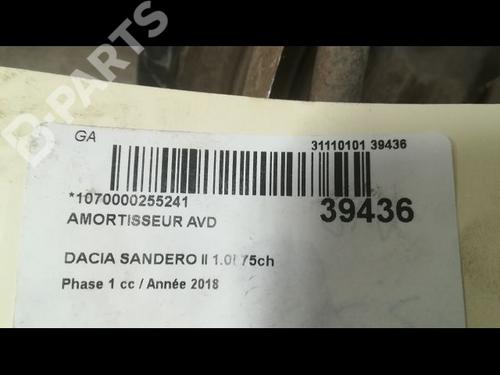 B-PARTS
GA
31110101 39436
*1070000255241
39436
AMORTISSEUR AVD
DACIA SANDERO II 1.0I 75ch
Phase 1 cc / Année 2018